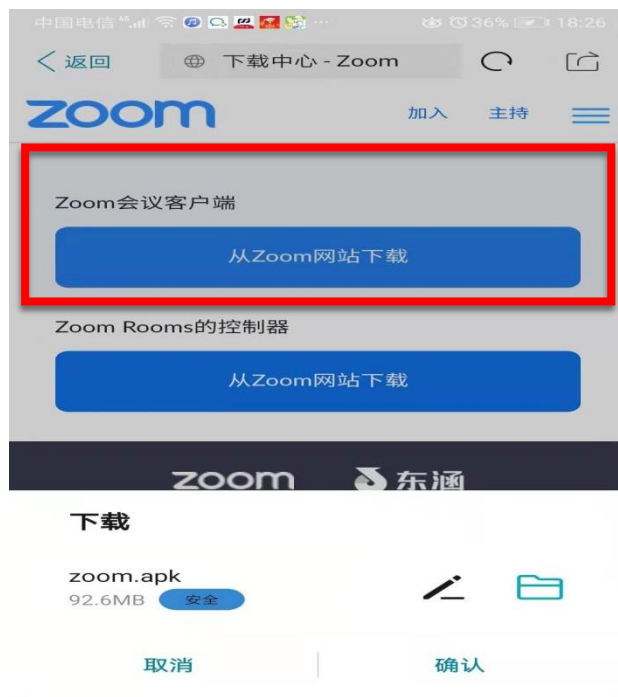 中国电信 36% 18:26
返回 下载中心 - Zoom
zoom 加入 主持
Zoom会议客户端
从Zoom网站下载
Zoom Rooms的控制器
从Zoom网站下载
zoom 东涵
下载
zoom.apk
92.6MB 安全
取消 确认